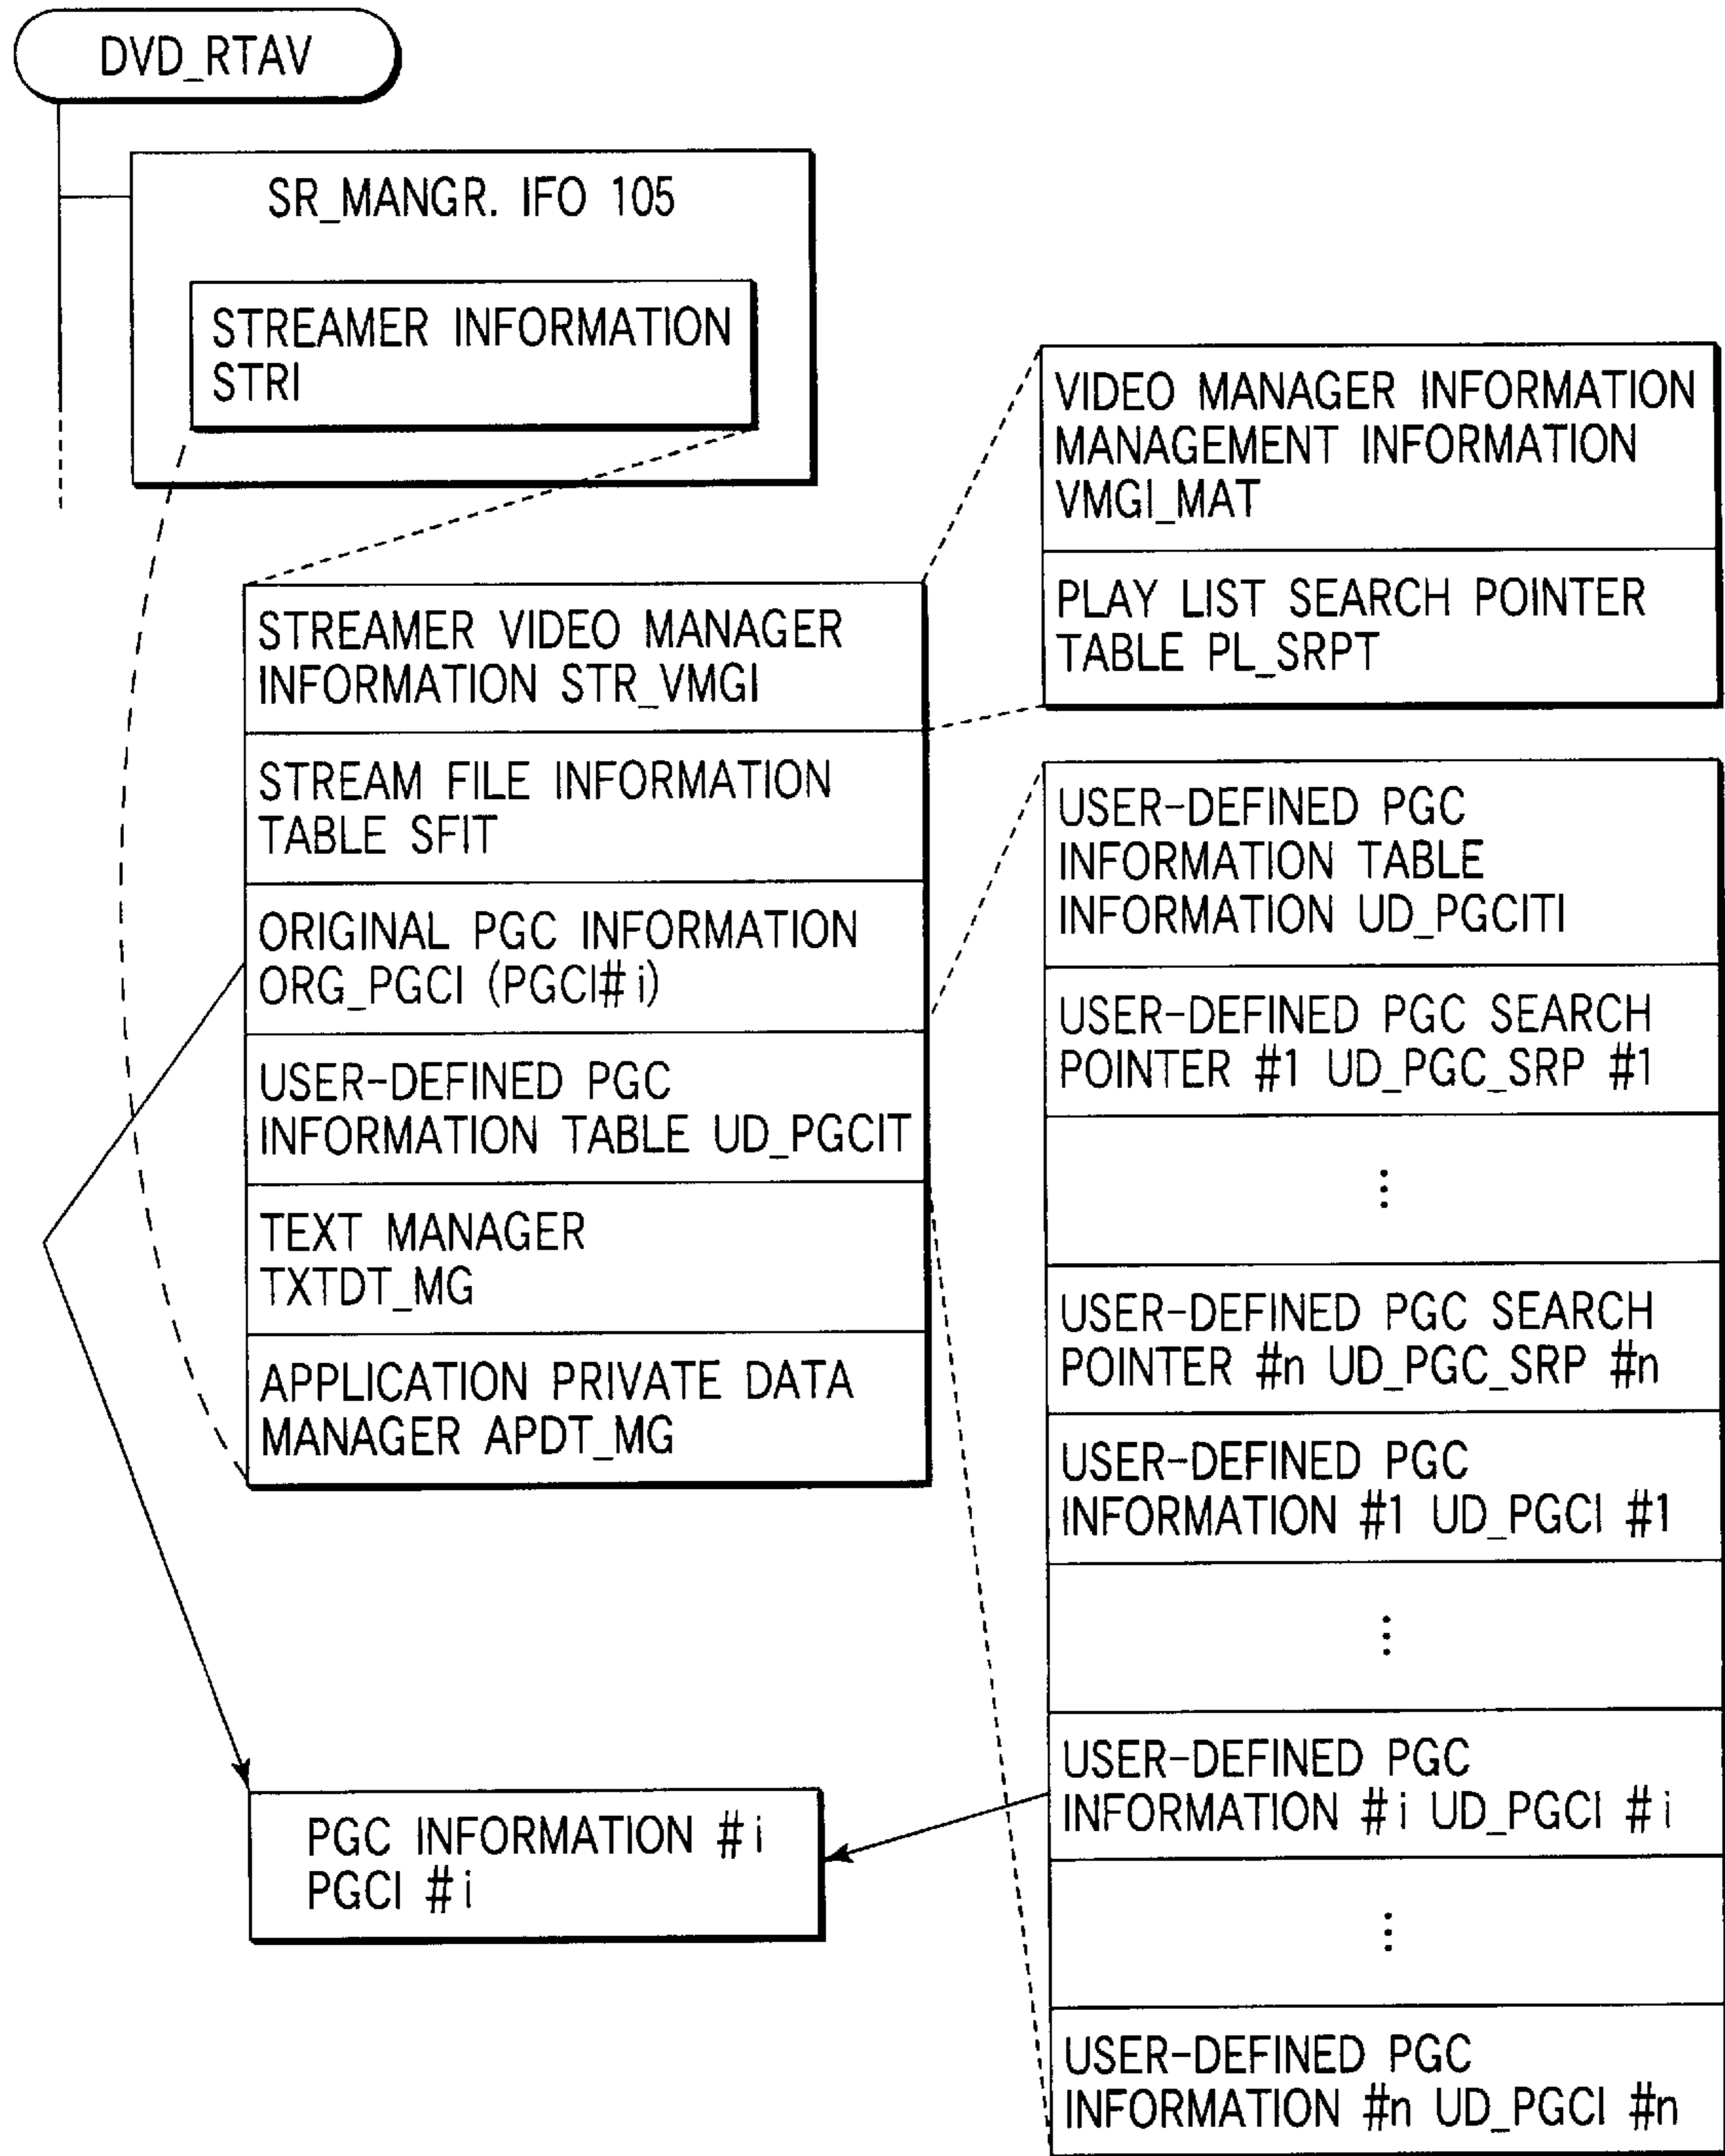 DVD_RTAV
SR_MANGR. IFO 105
STREAMER INFORMATION
STRI
STREAMER VIDEO MANAGER
INFORMATION STR_VMGI
STREAM FILE INFORMATION
TABLE SFIT
ORIGINAL PGC INFORMATION
ORG_PGCI (PGCI# i)
USER-DEFINED PGC
INFORMATION TABLE UD_PGCIT
TEXT MANAGER
TXTDT_MG
APPLICATION PRIVATE DATA
MANAGER APDT_MG
VIDEO MANAGER INFORMATION
MANAGEMENT INFORMATION
VMGI_MAT
PLAY LIST SEARCH POINTER
TABLE PL_SRPT
USER-DEFINED PGC
INFORMATION TABLE
INFORMATION UD_PGCITI
USER-DEFINED PGC SEARCH
POINTER #1 UD_PGC_SRP #1
⋮
USER-DEFINED PGC SEARCH
POINTER #n UD_PGC_SRP #n
USER-DEFINED PGC
INFORMATION #1 UD_PGCI #1
⋮
USER-DEFINED PGC
INFORMATION # i UD_PGCI # i
⋮
USER-DEFINED PGC
INFORMATION #n UD_PGCI #n
PGC INFORMATION # i
PGCI # i